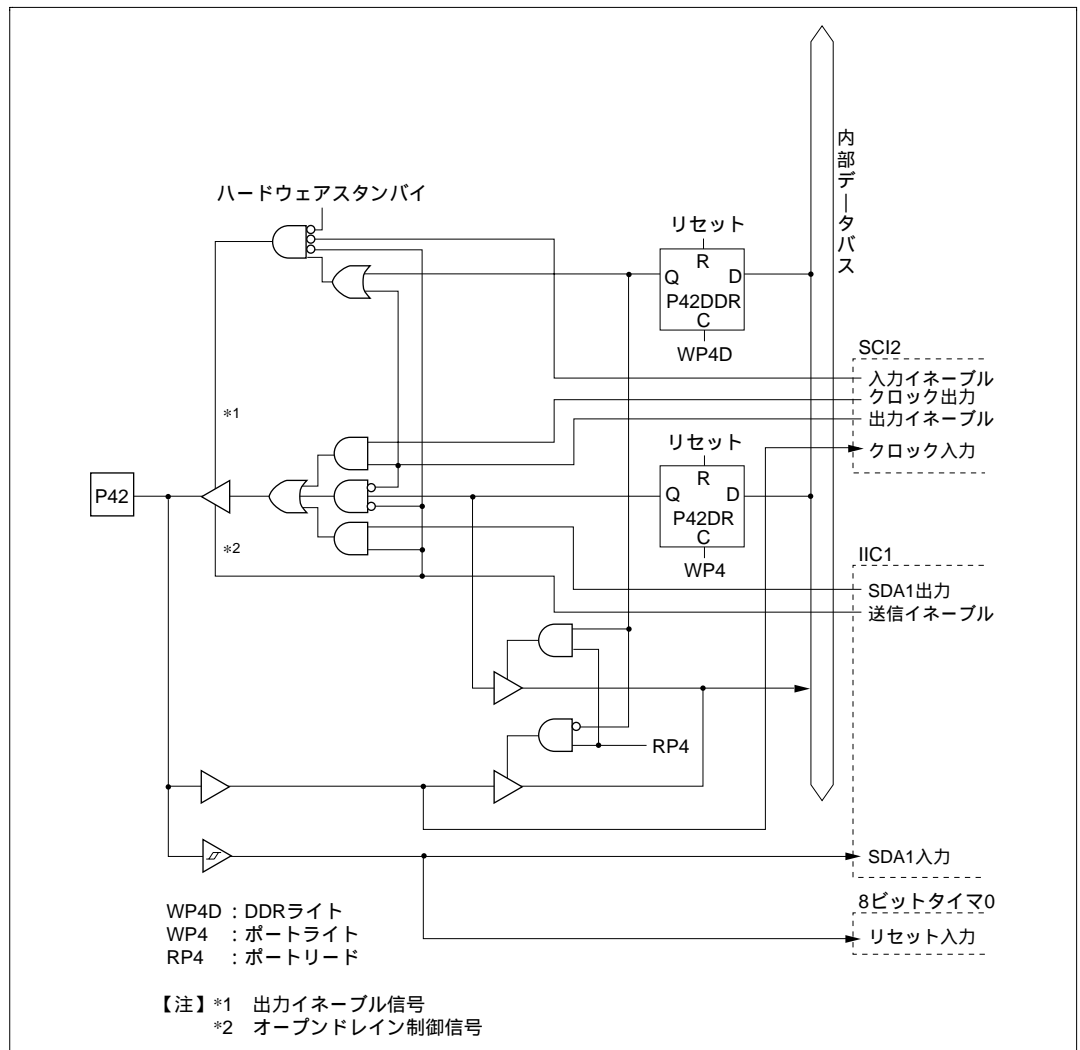 内部データバス
ハードウェアスタンバイ
リセット
R
Q D
P42DDR
C
WP4D
SCI2
入力イネーブル
クロック出力
出力イネーブル
クロック入力
*1
リセット
R
Q D
P42DR
C
WP4
P42
*2
IIC1
SDA1出力
送信イネーブル
RP4
SDA1入力
8ビットタイマ0
リセット入力
WP4D : DDRライト
WP4 : ポートライト
RP4 : ポートリード
【注】*1 出力イネーブル信号
*2 オープンドレイン制御信号